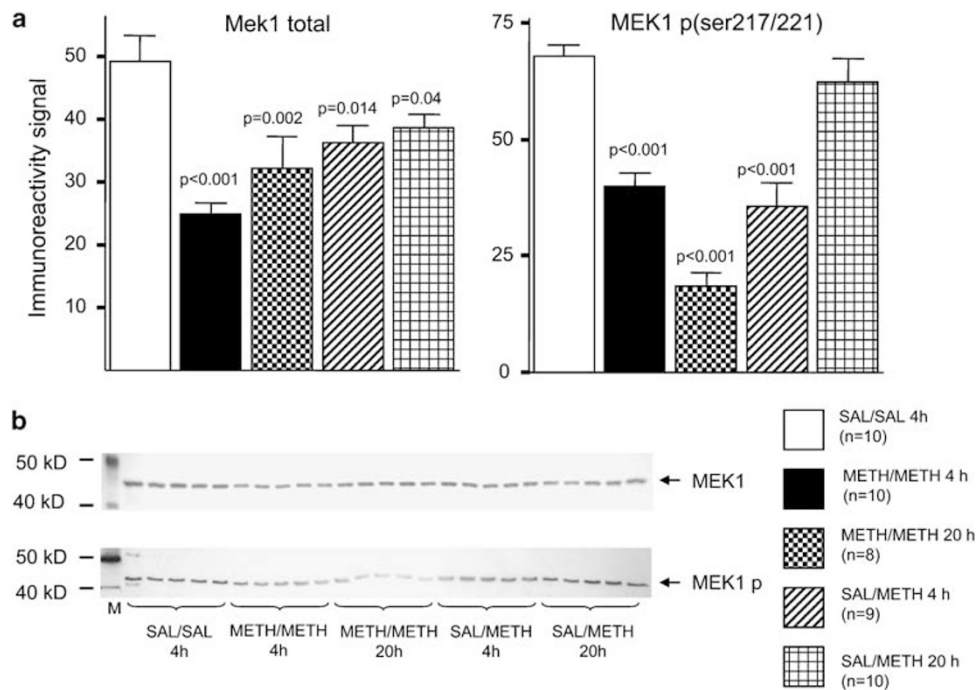 a
Mek1 total
MEK1 p(ser217/221)
Immunoreactivity signal
50
40
30
20
10
p<0.001
p=0.002
p=0.014
p=0.04
75
50
25
0
p<0.001
p<0.001
p<0.001
b
50 kD
40 kD
MEK1
50 kD
40 kD
MEK1 p
M
SAL/SAL 4h
METH/METH 4h
METH/METH 20h
SAL/METH 4h
SAL/METH 20h
SAL/SAL 4h
(n=10)
METH/METH 4 h
(n=10)
METH/METH 20 h
(n=8)
SAL/METH 4 h
(n=9)
SAL/METH 20 h
(n=10)